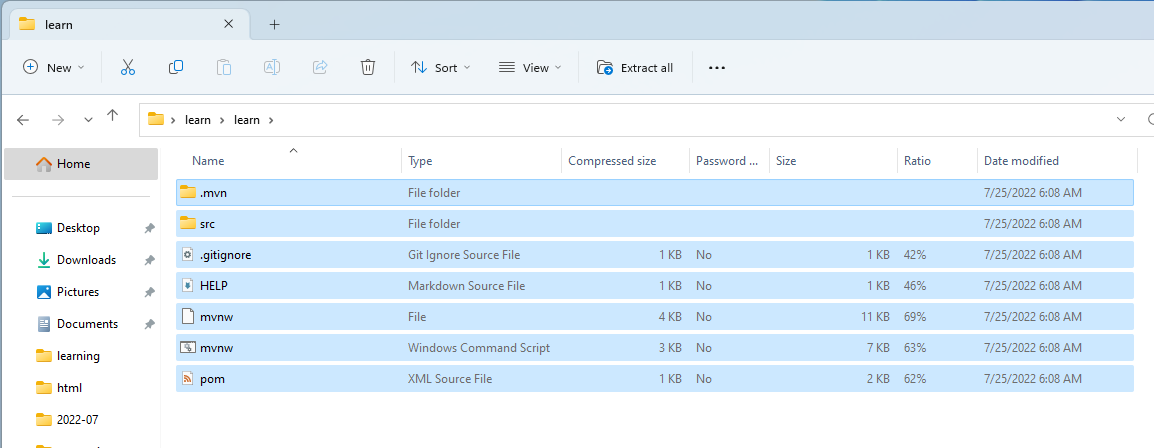 learn
New
Sort
View
Extract all
learn
learn
Name
Type
Compressed size
Password ...
Size
Ratio
Date modified
Home
Desktop
Downloads
Pictures
Documents
learning
html
2022-07
.mvn File folder 7/25/2022 6:08 AM
src File folder 7/25/2022 6:08 AM
.gitignore Git Ignore Source File 1 KB No 1 KB 42% 7/25/2022 6:08 AM
HELP Markdown Source File 1 KB No 1 KB 46% 7/25/2022 6:08 AM
mvnw File 4 KB No 11 KB 69% 7/25/2022 6:08 AM
mvnw Windows Command Script 3 KB No 7 KB 63% 7/25/2022 6:08 AM
pom XML Source File 1 KB No 2 KB 62% 7/25/2022 6:08 AM